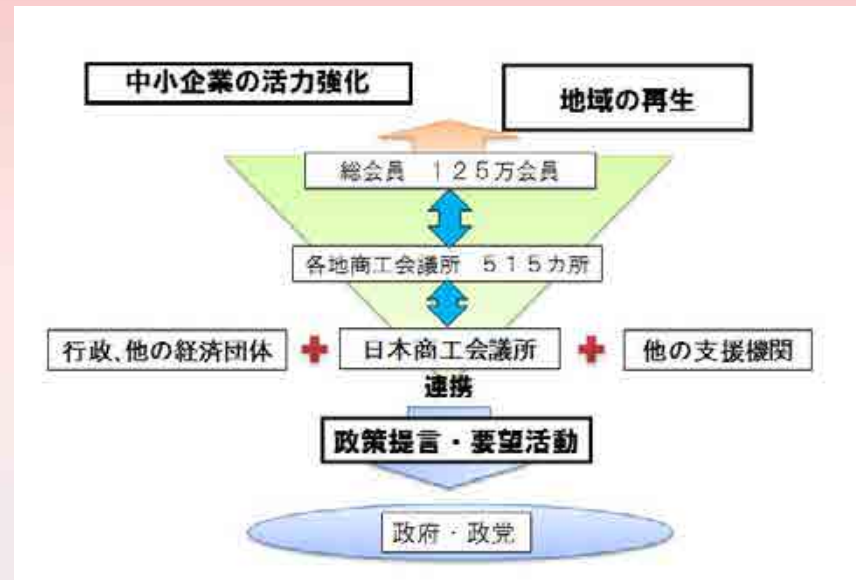 中小企業の活力強化
地域の再生
総会員　１２５万会員
各地商工会議所　５１５カ所
行政、他の経済団体
日本商工会議所
他の支援機関
連携
政策提言・要望活動
政府・政党